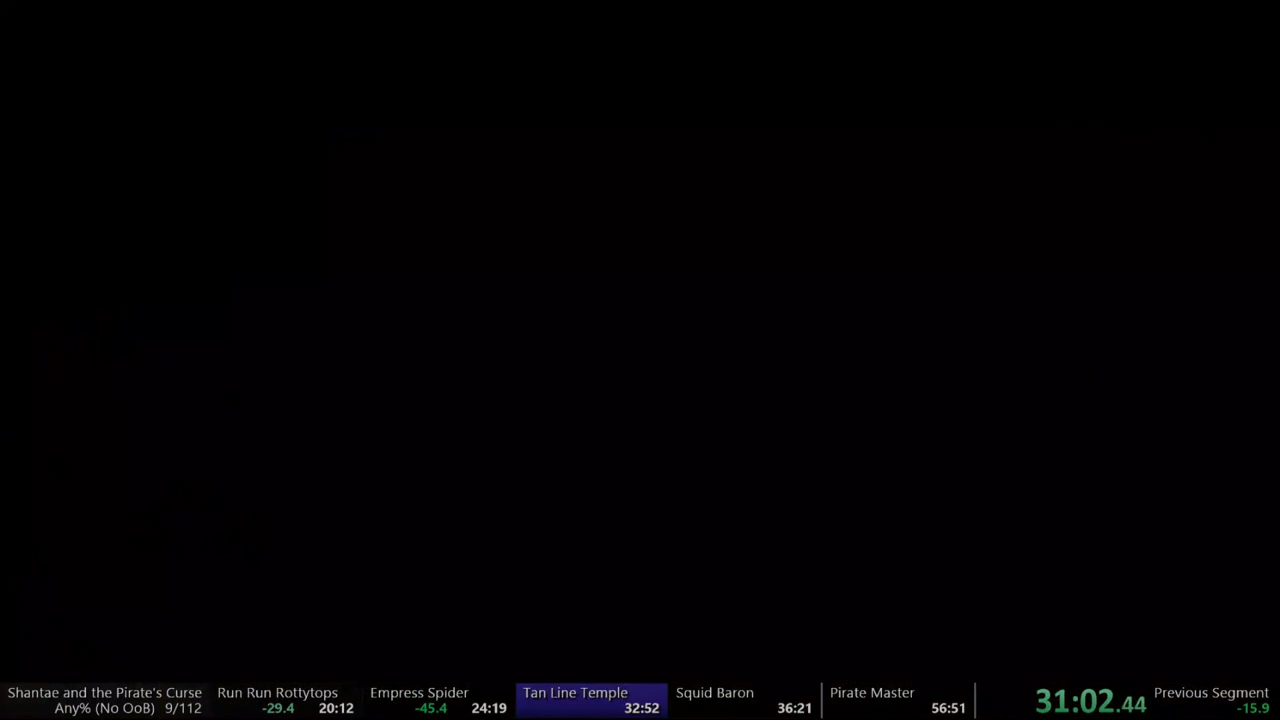 Shantae and the Pirate's Curse Run Run Rottytops Empress Spider Tan Line Temple Squid Baron Pirate Master 31:02.44 Previous Segment
Any% (No OoB) 9/112 -29.4 20:12 -45.4 24:19 32:52 36:21 56:51 -15.9